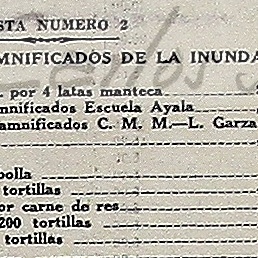 STA NUMERO 2
MNIFICADOS DE LA INUNDA
. por 4 latas manteca
mnificados Escuela Ayala
amnificados C. M. M.—L. Garza
bolla
tortillas
or carne de res
200 tortillas
tortillas